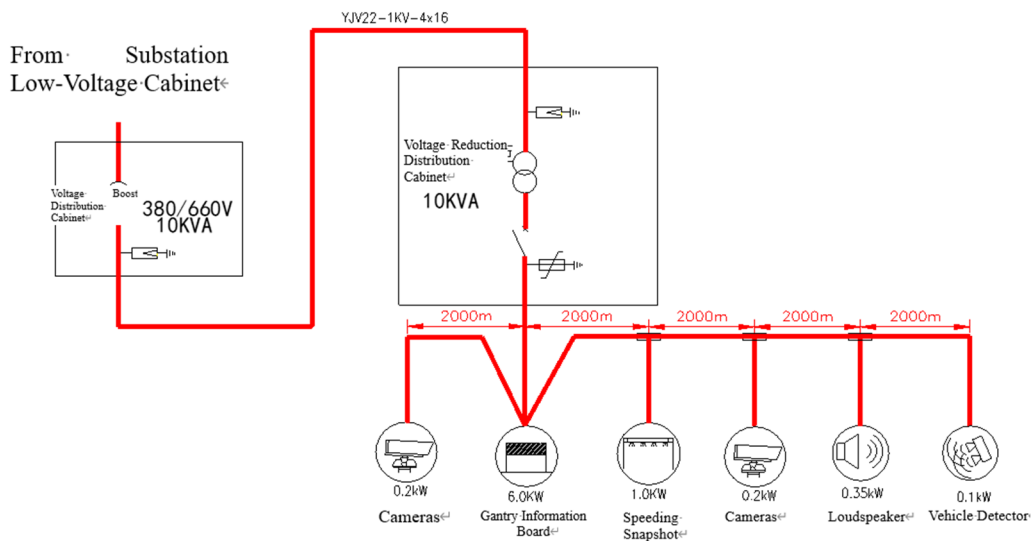 YJV22-1KV-4x16
From Substation
Low-Voltage Cabinet
Voltage Boost
Distribution
Cabinet
380/660V
10KVA
Voltage Reduction
Distribution
Cabinet
10KVA
2000m 2000m 2000m 2000m 2000m
0.2kW 6.0KW 1.0KW 0.2kW 0.35kW 0.1kW
Cameras
Gantry Information
Board
Speeding
Snapshot
Cameras
Loudspeaker
Vehicle Detector